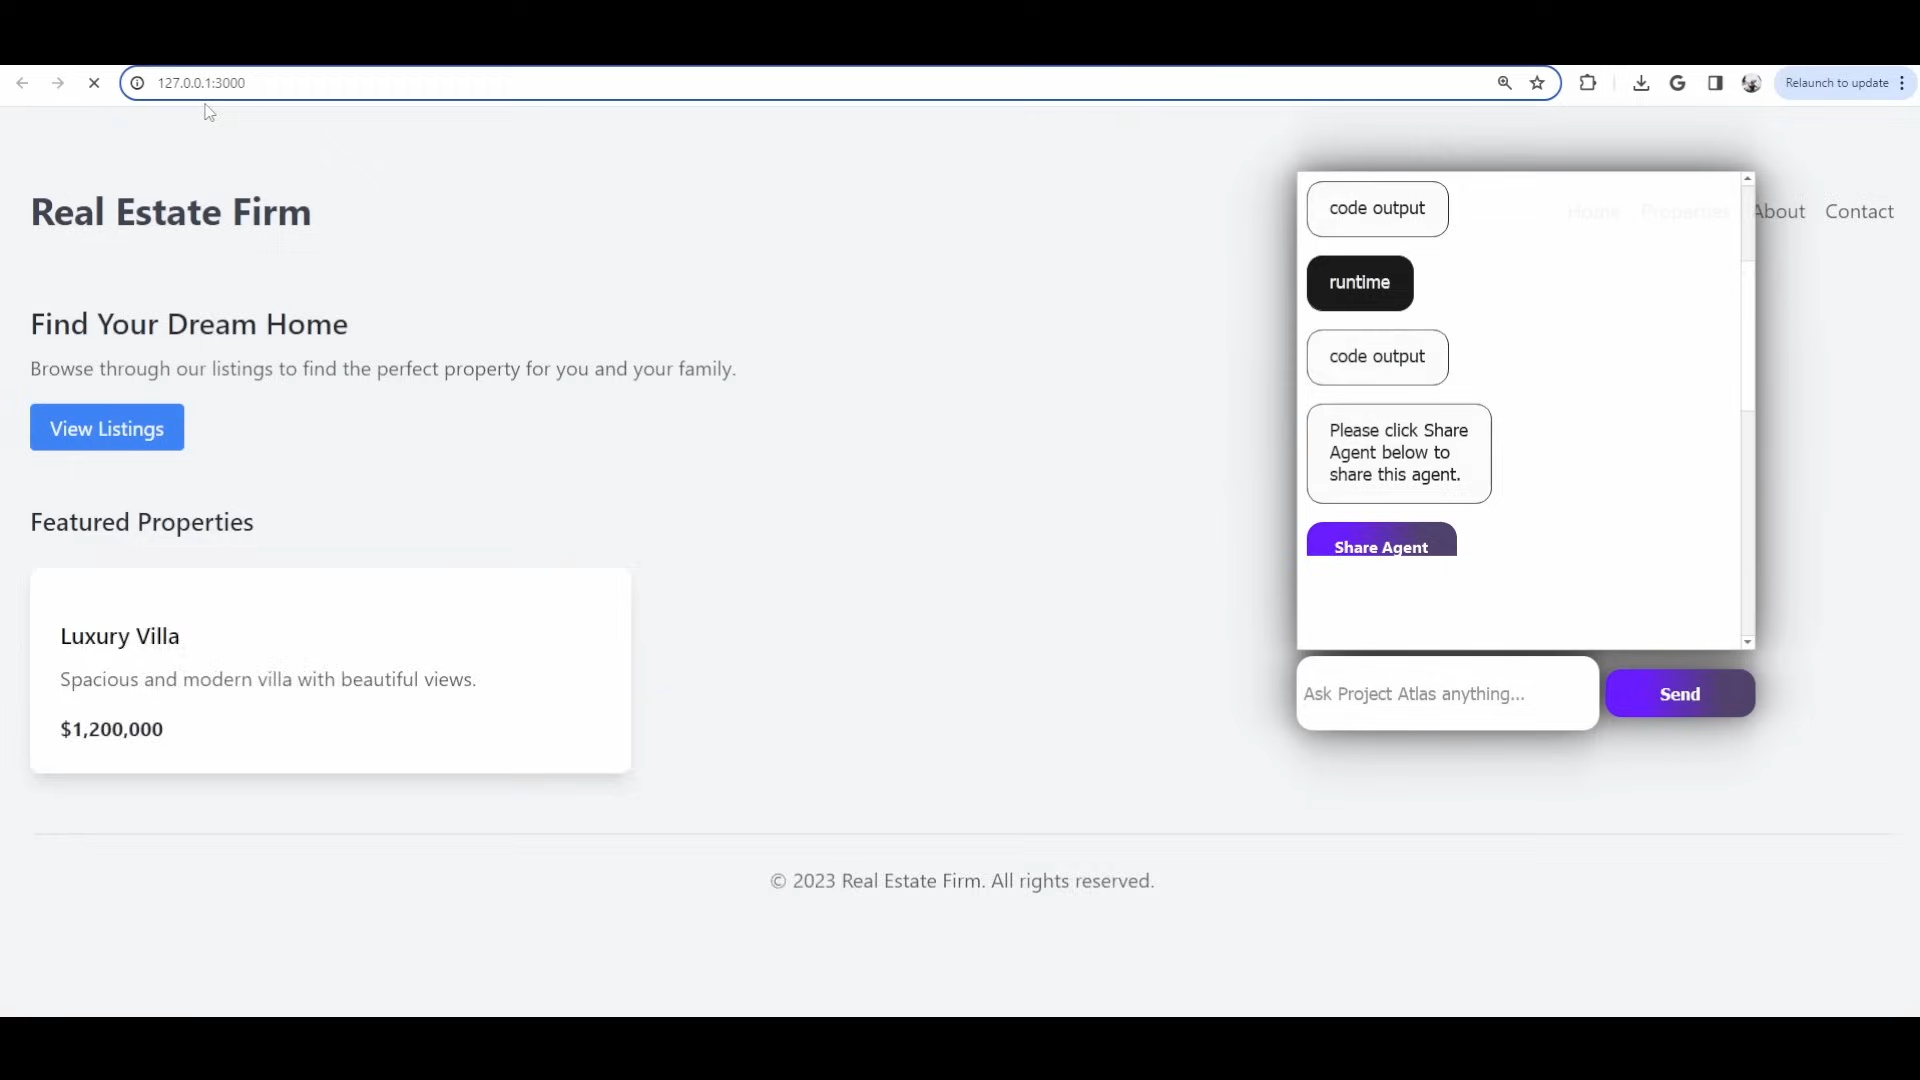 127.0.0.1:3000
Relaunch to update
Real Estate Firm
Home Properties About Contact
Find Your Dream Home
Browse through our listings to find the perfect property for you and your family.
View Listings
Featured Properties
Luxury Villa
Spacious and modern villa with beautiful views.
$1,200,000
code output
runtime
code output
Please click Share
Agent below to
share this agent.
Share Agent
Ask Project Atlas anything...
Send
© 2023 Real Estate Firm. All rights reserved.